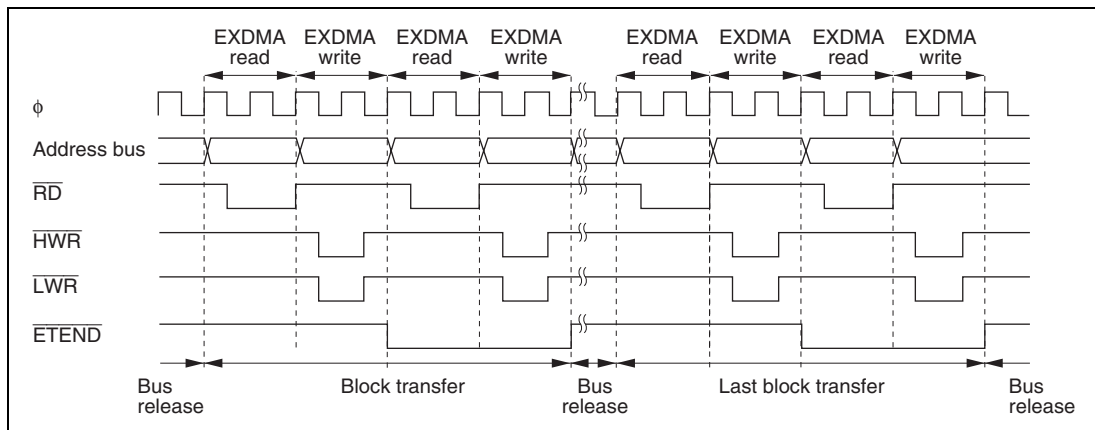 EXDMA EXDMA EXDMA EXDMA EXDMA EXDMA EXDMA EXDMA
read write read write read write read write
ϕ
Address bus
RD
HWR
LWR
ETEND
Bus release
Block transfer
Bus release
Last block transfer
Bus release